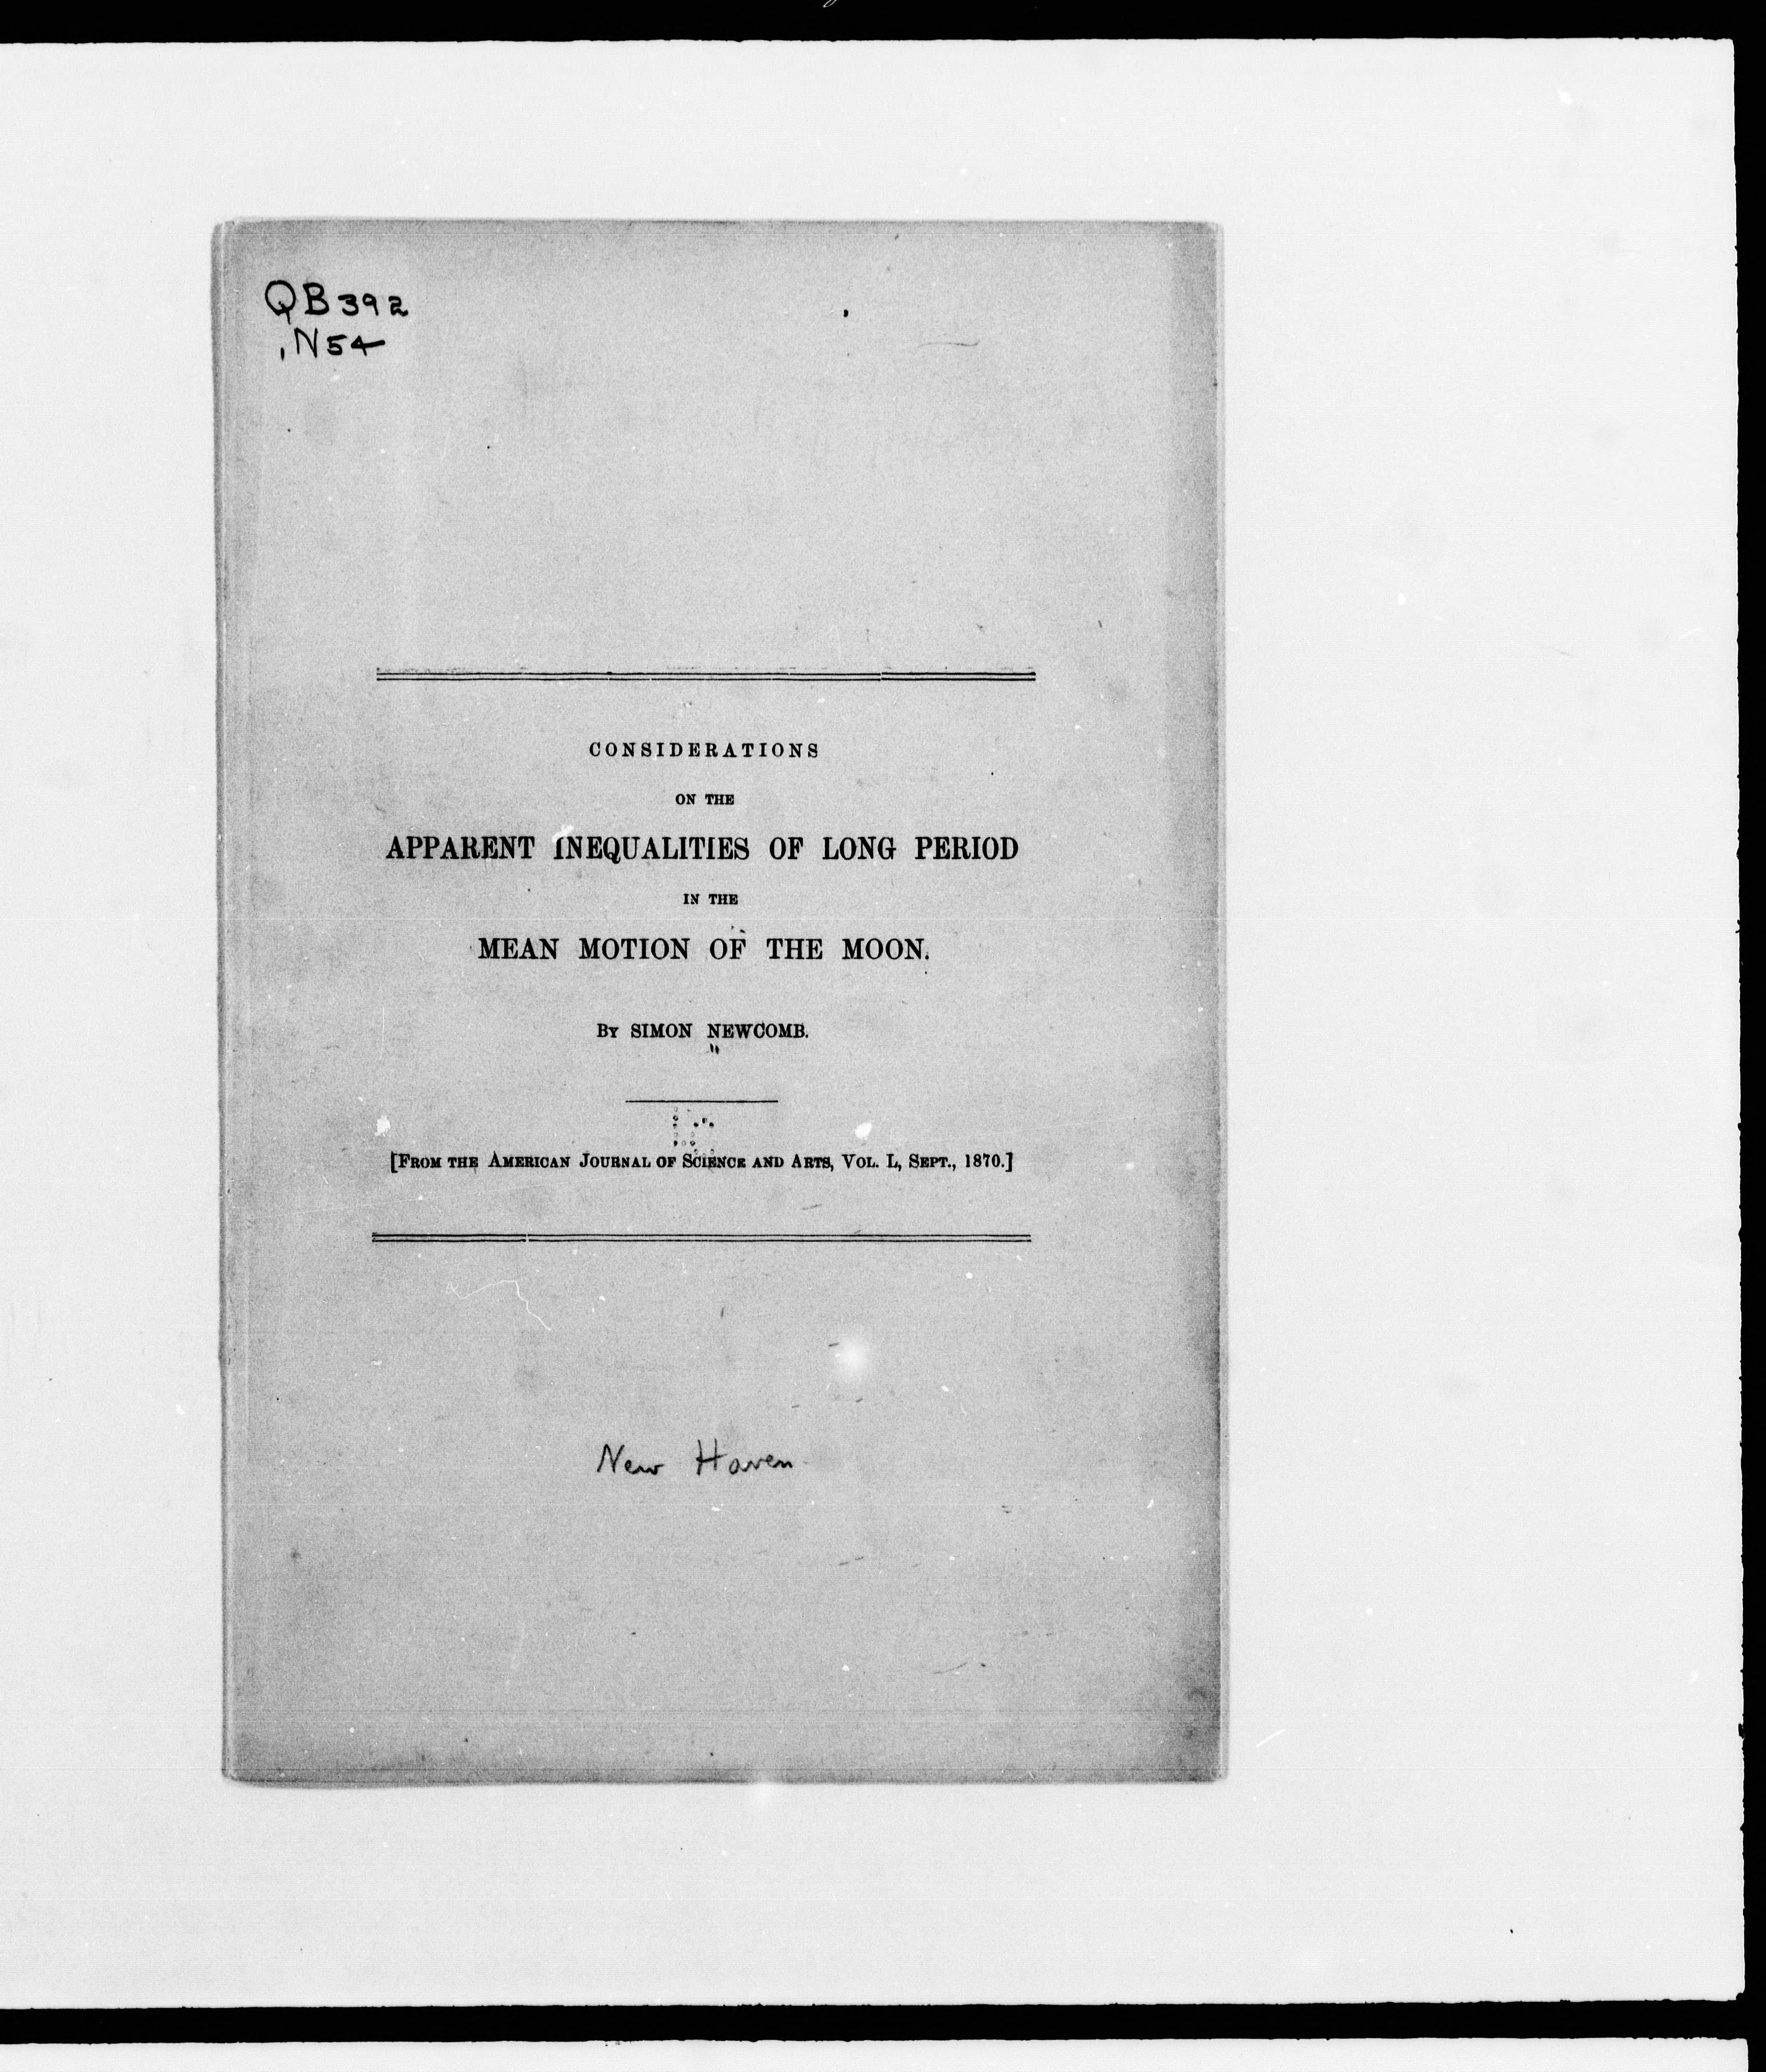 QB392
.N54
CONSIDERATIONS
ON THE
APPARENT INEQUALITIES OF LONG PERIOD
IN THE
MEAN MOTION OF THE MOON.
BY SIMON NEWCOMB.
[FROM THE AMERICAN JOURNAL OF SCIENCE AND ARTS, VOL. L, SEPT., 1870.]
New Haven